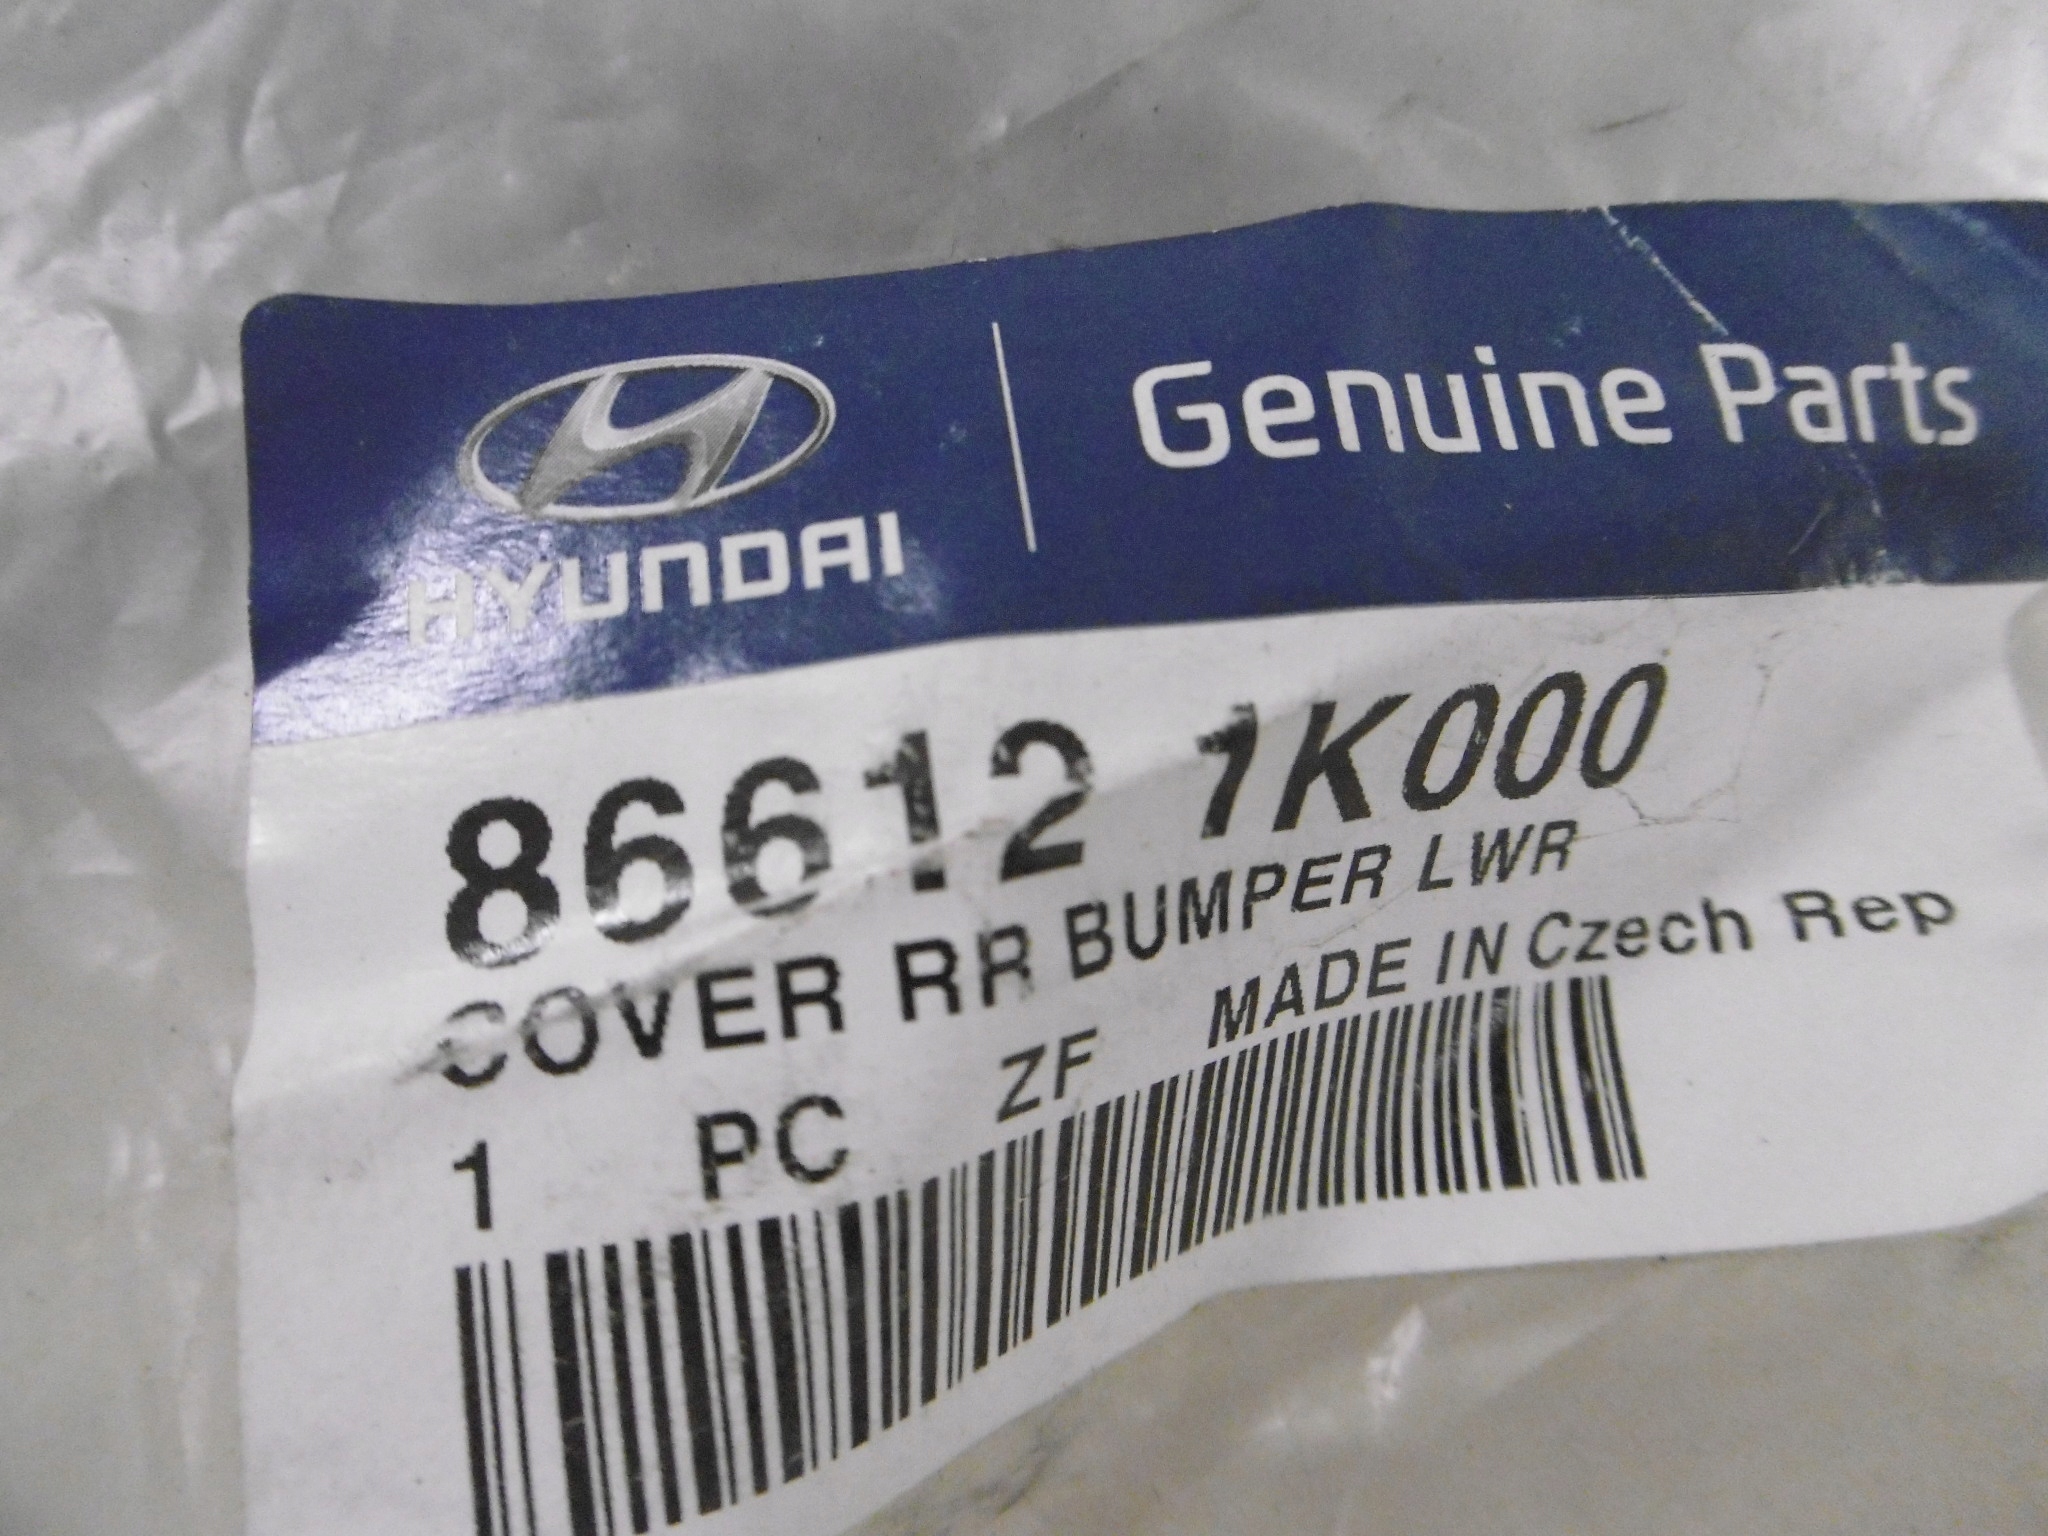 HYUNDAI
Genuine Parts
86612 1K000
COVER RR BUMPER LWR
1 PC ZF MADE IN Czech Rep